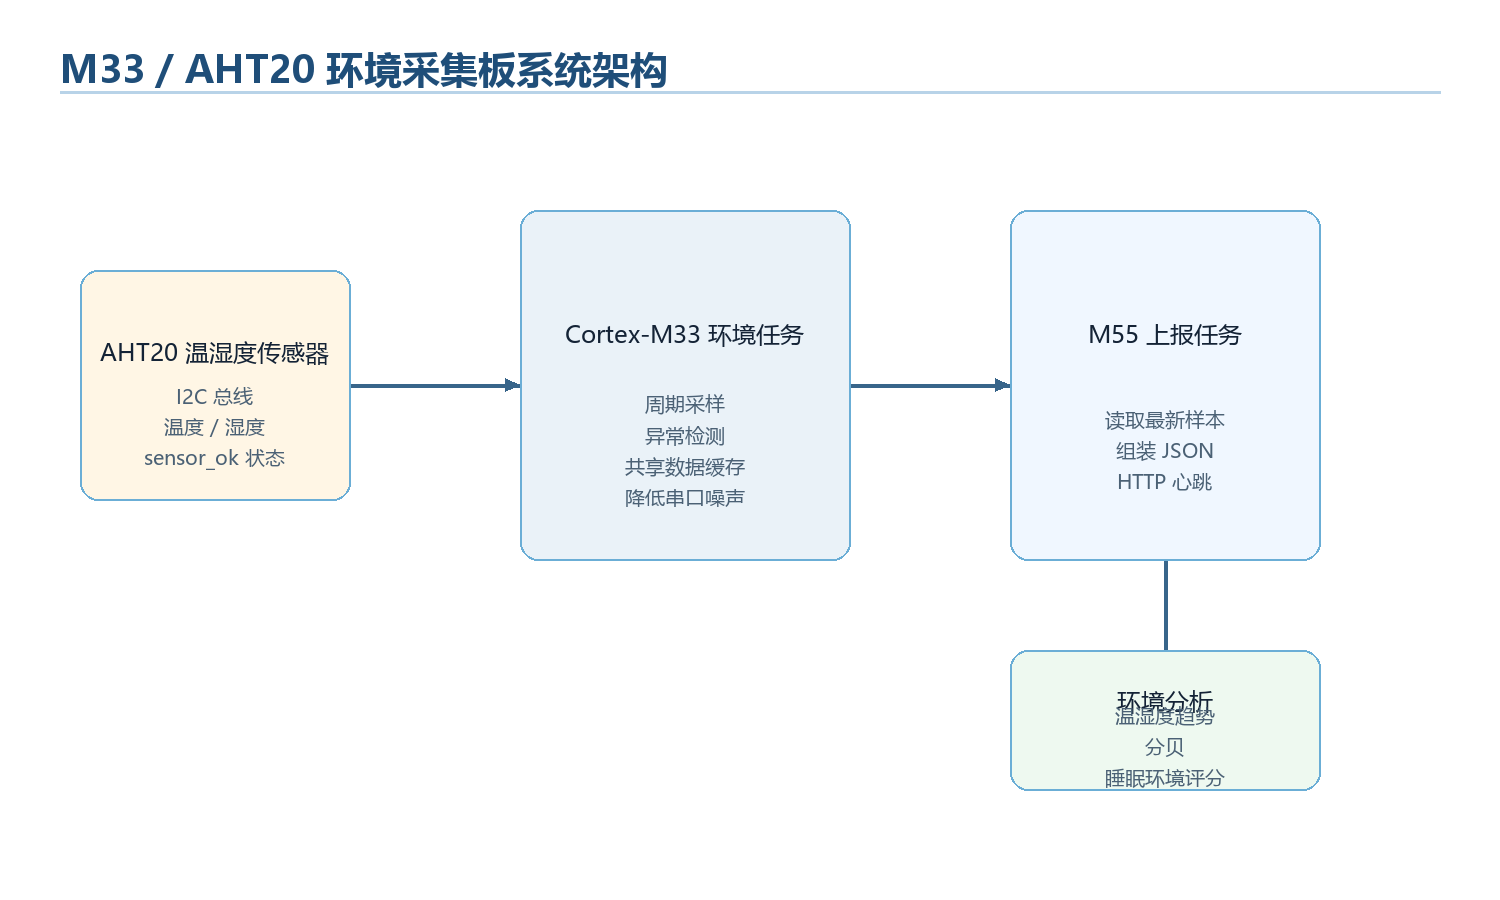 M33 / AHT20 环境采集板系统架构
AHT20 温湿度传感器
I2C 总线
温度 / 湿度
sensor_ok 状态
Cortex-M33 环境任务
周期采样
异常检测
共享数据缓存
降低串口噪声
M55 上报任务
读取最新样本
组装 JSON
HTTP 心跳
环境分析
温湿度趋势
分贝
睡眠环境评分